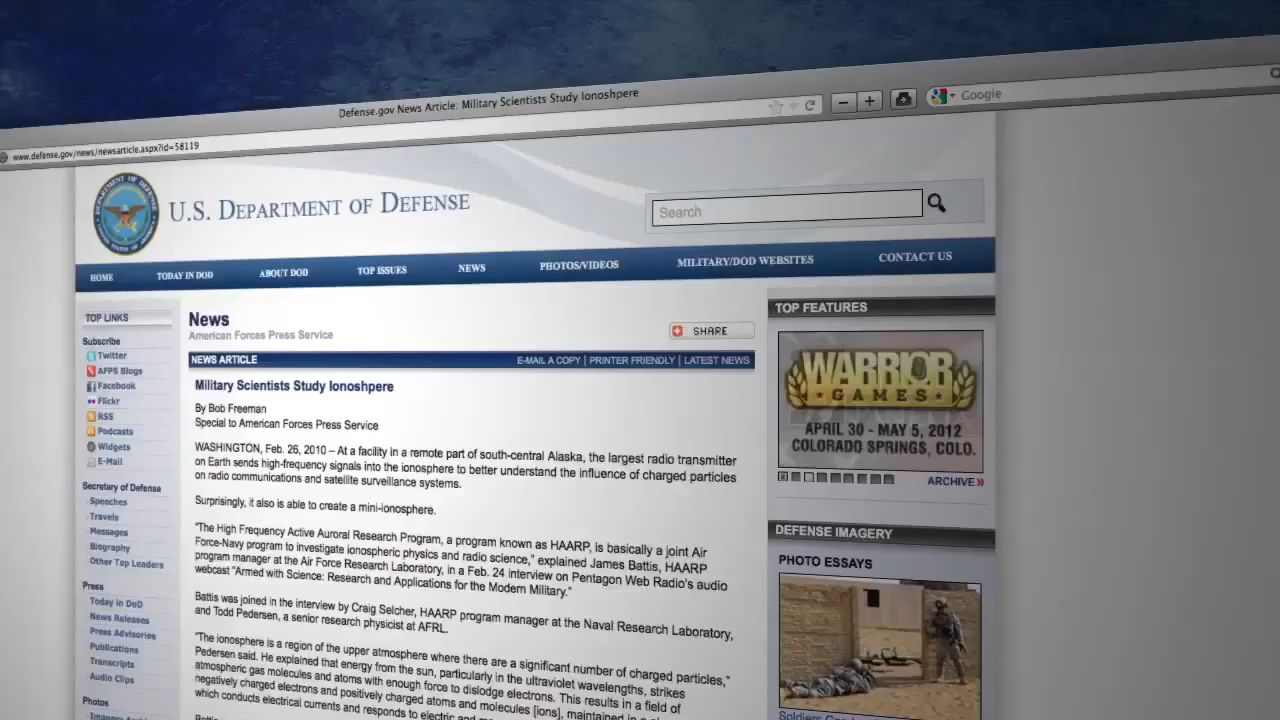 Defense.gov News Article: Military Scientists Study Ionoshpere
www.defense.gov/news/newsarticle.aspx?id=58119
Google
U.S. DEPARTMENT OF DEFENSE
Search
HOME
TODAY IN DOD
ABOUT DOD
TOP ISSUES
NEWS
PHOTOS/VIDEOS
MILITARY/DOD WEBSITES
CONTACT US
TOP LINKS
Subscribe
Twitter
AFPS Blogs
Facebook
Flickr
RSS
Podcasts
Widgets
E-Mail
Secretary of Defense
Speeches
Travels
Messages
Biography
Other Top Leaders
Press
Today in DoD
News Releases
Press Advisories
Publications
Transcripts
Audio Clips
Photos
News
American Forces Press Service
SHARE
NEWS ARTICLE
E-MAIL A COPY | PRINTER FRIENDLY | LATEST NEWS
Military Scientists Study Ionoshpere
By Bob Freeman
Special to American Forces Press Service
WASHINGTON, Feb. 26, 2010 – At a facility in a remote part of south-central Alaska, the largest radio transmitter
on Earth sends high-frequency signals into the ionosphere to better understand the influence of charged particles
on radio communications and satellite surveillance systems.
Surprisingly, it also is able to create a mini-ionosphere.
"The High Frequency Active Auroral Research Program, a program known as HAARP, is basically a joint Air
Force-Navy program to investigate ionospheric physics and radio science," explained James Battis, HAARP
program manager at the Air Force Research Laboratory, in a Feb. 24 interview on Pentagon Web Radio's audio
webcast "Armed with Science: Research and Applications for the Modern Military."
Battis was joined in the interview by Craig Selcher, HAARP program manager at the Naval Research Laboratory,
and Todd Pedersen, a senior research physicist at AFRL.
"The ionosphere is a region of the upper atmosphere where there are a significant number of charged particles,"
Pedersen said. He explained that energy from the sun, particularly in the ultraviolet wavelengths, strikes
atmospheric gas molecules and atoms with enough force to dislodge electrons. This results in a field of
negatively charged electrons and positively charged atoms and molecules [ions], maintained in a
which conducts electrical currents and responds to electric and
TOP FEATURES
WARRIOR
GAMES
APRIL 30 - MAY 5, 2012
COLORADO SPRINGS, COLO.
ARCHIVE
DEFENSE IMAGERY
PHOTO ESSAYS